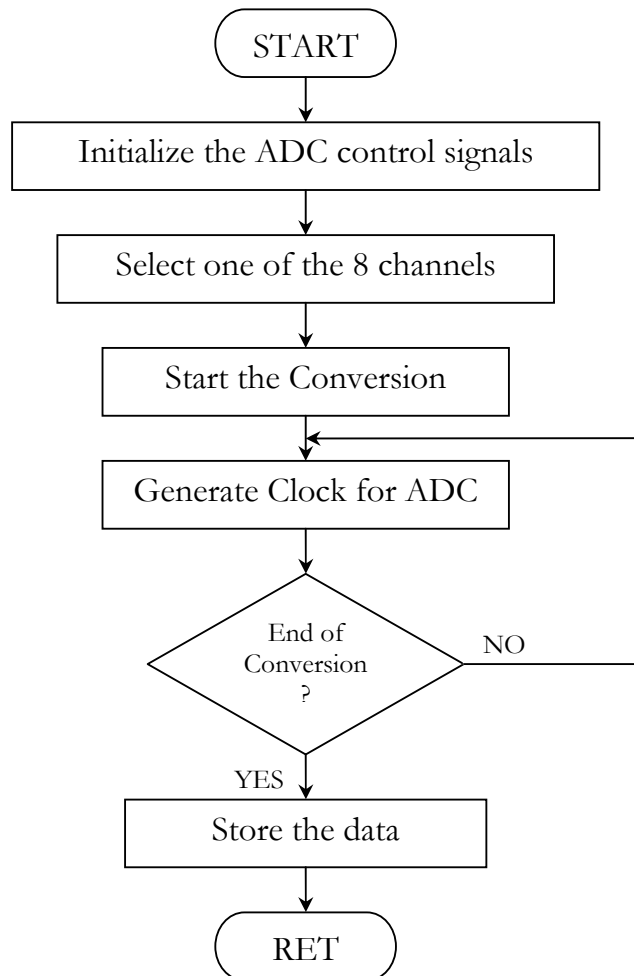 START
Initialize the ADC control signals
Select one of the 8 channels
Start the Conversion
Generate Clock for ADC
End of
Conversion
?
NO
YES
Store the data
RET